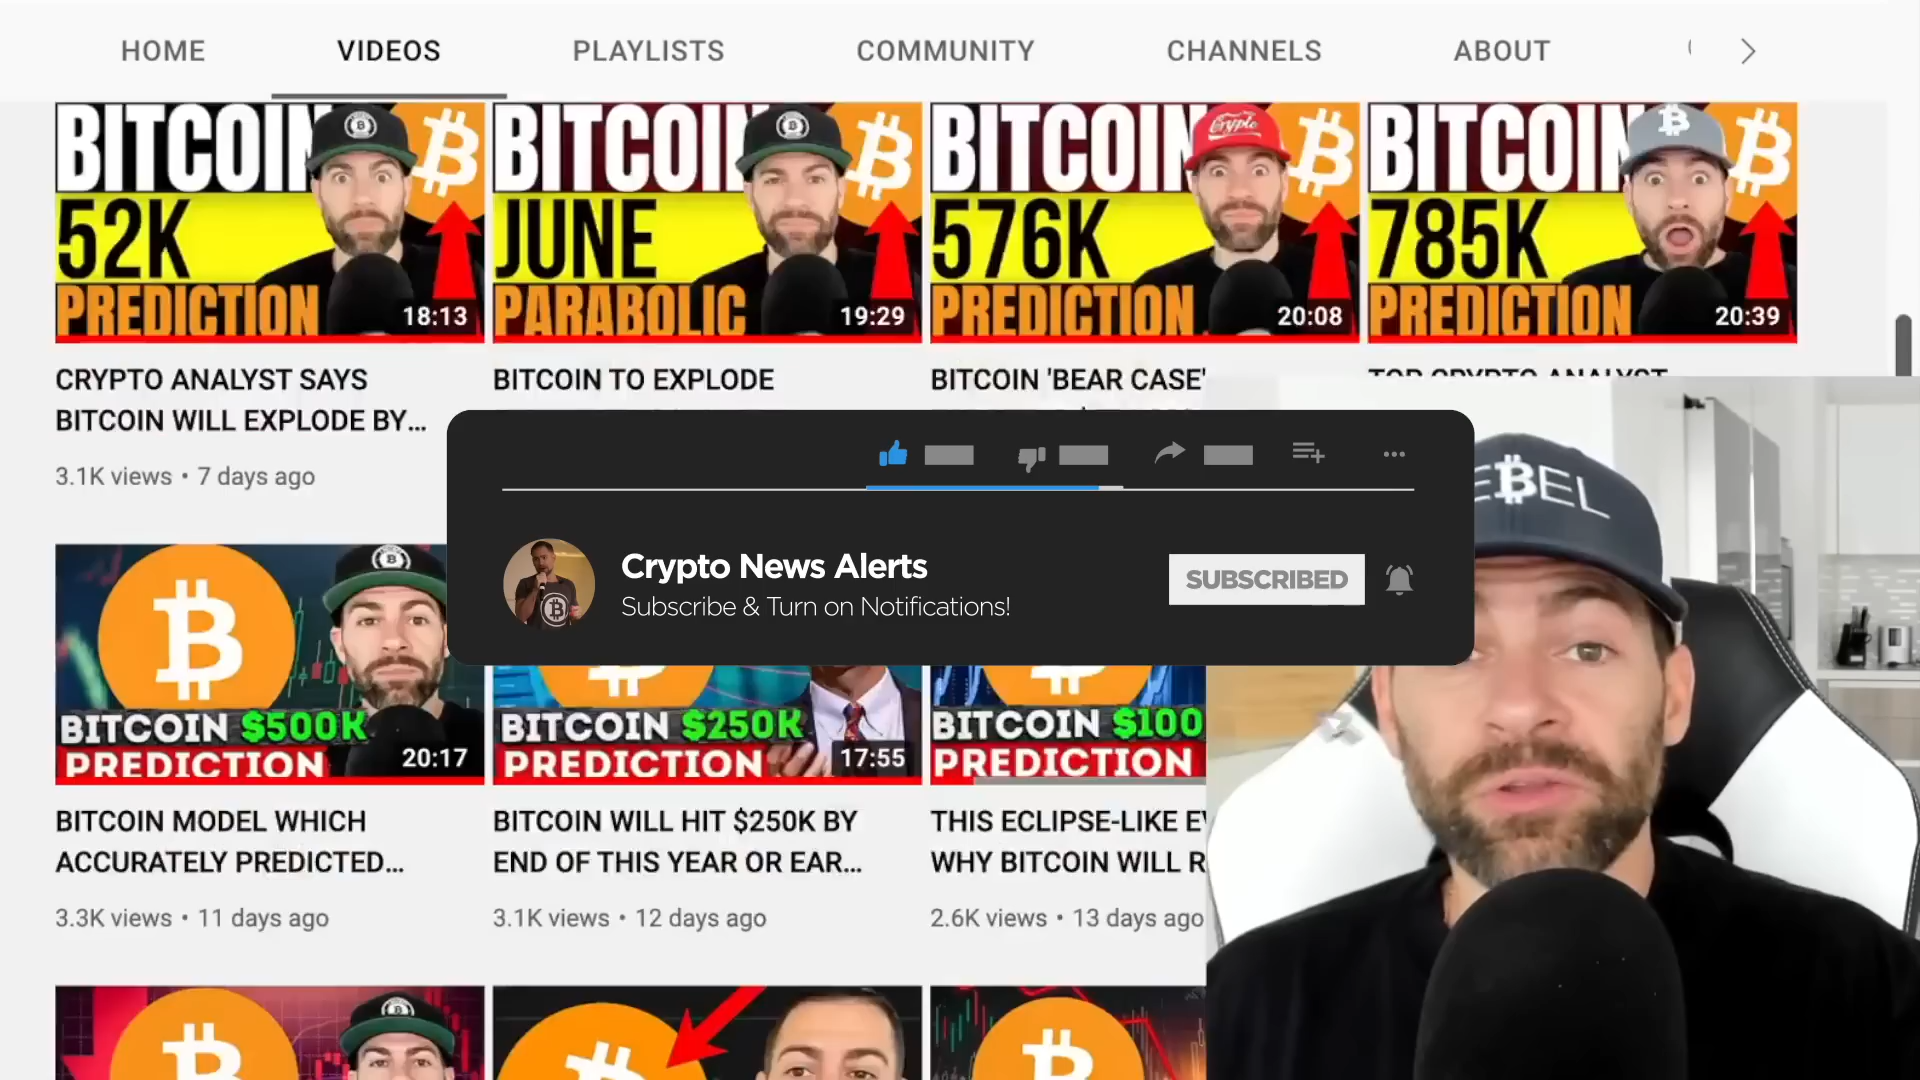 HOME
VIDEOS
PLAYLISTS
COMMUNITY
CHANNELS
ABOUT
BITCOIN
52K
PREDICTION
18:13
BITCOIN
JUNE
PARABOLIC
19:29
BITCOIN
Crypto
576K
PREDICTION
20:08
BITCOIN
785K
PREDICTION
20:39
CRYPTO ANALYST SAYS
BITCOIN WILL EXPLODE BY...
3.1K views • 7 days ago
BITCOIN TO EXPLODE
BITCOIN 'BEAR CASE'
TOP CRYPTO ANALYST
Crypto News Alerts
Subscribe & Turn on Notifications!
SUBSCRIBED
BITCOIN $500K
PREDICTION
20:17
BITCOIN $250K
PREDICTION
17:55
BITCOIN $100
PREDICTION
BITCOIN MODEL WHICH
ACCURATELY PREDICTED...
3.3K views • 11 days ago
BITCOIN WILL HIT $250K BY
END OF THIS YEAR OR EAR...
3.1K views • 12 days ago
THIS ECLIPSE-LIKE E
WHY BITCOIN WILL R
2.6K views • 13 days ago